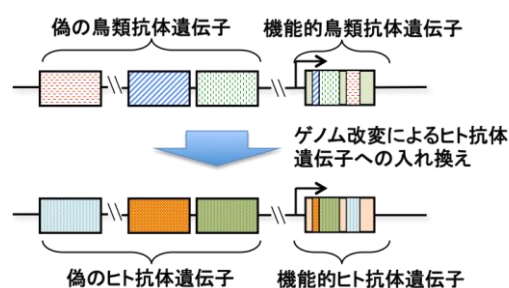 偽の鳥類抗体遺伝子
機能的鳥類抗体遺伝子
ゲノム改変によるヒト抗体
遺伝子への入れ換え
偽のヒト抗体遺伝子
機能的ヒト抗体遺伝子